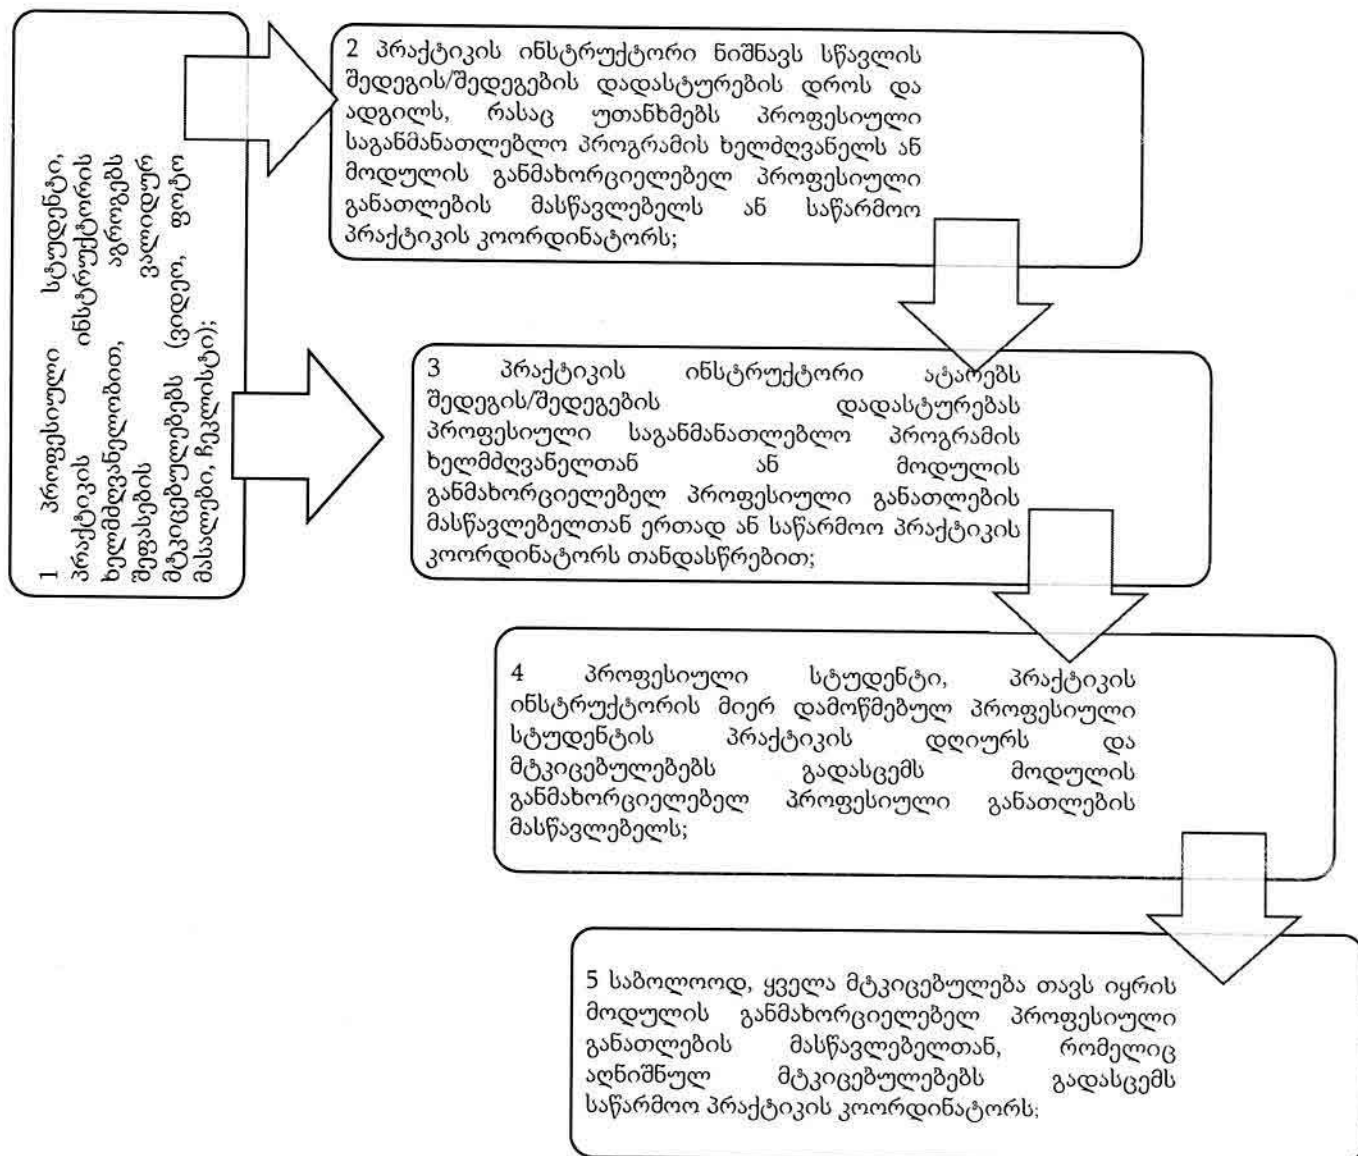 1 პროფესიული სტუდენტი,
პრაქტიკის ინსტრუქტორის
ხელმძღვანელობით, აგროგებს
შეფასების ვალიდურ
მტკიცებულებებს (ვიდეო, ფოტო
მასალები, ჩეკლისტი);
2 პრაქტიკის ინსტრუქტორი ნიშნავს სწავლის
შედეგის/შედეგების დადასტურების დროს და
ადგილს, რასაც უთანხმებს პროფესიული
საგანმანათლებლო პროგრამის ხელძღვანელს ან
მოდულის განმახორციელებელ პროფესიული
განათლების მასწავლებელს ან საწარმოო
პრაქტიკის კოორდინატორს;
3 პრაქტიკის ინსტრუქტორი ატარებს
შედეგის/შედეგების დადასტურებას
პროფესიული საგანმანათლებლო პროგრამის
ხელმძღვანელთან ან მოდულის
განმახორციელებელ პროფესიული განათლების
მასწავლებელთან ერთად ან საწარმოო პრაქტიკის
კოორდინატორს თანდასწრებით;
4 პროფესიული სტუდენტი, პრაქტიკის
ინსტრუქტორის მიერ დამოწმებულ პროფესიული
სტუდენტის პრაქტიკის დღიურს და
მტკიცებულებებს გადასცემს მოდულის
განმახორციელებელ პროფესიული განათლების
მასწავლებელს;
5 საბოლოოდ, ყველა მტკიცებულება თავს იყრის
მოდულის განმახორციელებელ პროფესიული
განათლების მასწავლებელთან, რომელიც
აღნიშნულ მტკიცებულებებს გადასცემს
საწარმოო პრაქტიკის კოორდინატორს;